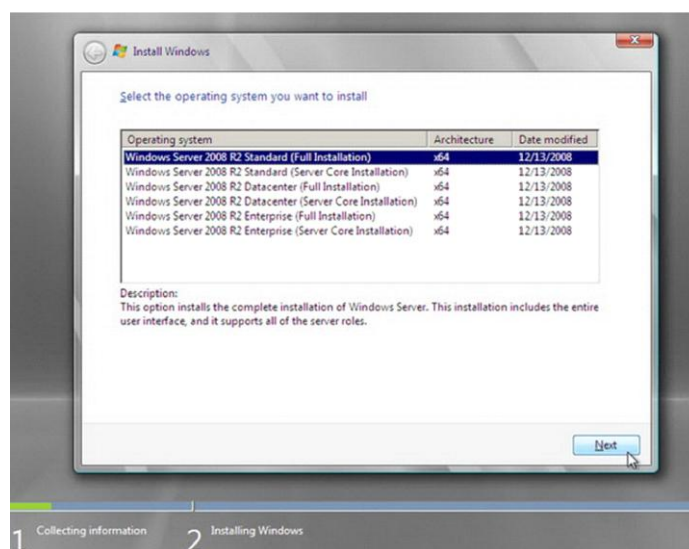 Install Windows
Select the operating system you want to install
Operating system Architecture Date modified
Windows Server 2008 R2 Standard (Full Installation) x64 12/13/2008
Windows Server 2008 R2 Standard (Server Core Installation) x64 12/13/2008
Windows Server 2008 R2 Datacenter (Full Installation) x64 12/13/2008
Windows Server 2008 R2 Datacenter (Server Core Installation) x64 12/13/2008
Windows Server 2008 R2 Enterprise (Full Installation) x64 12/13/2008
Windows Server 2008 R2 Enterprise (Server Core Installation) x64 12/13/2008
Description:
This option installs the complete installation of Windows Server. This installation includes the entire
user interface, and it supports all of the server roles.
Next
1 Collecting information 2 Installing Windows